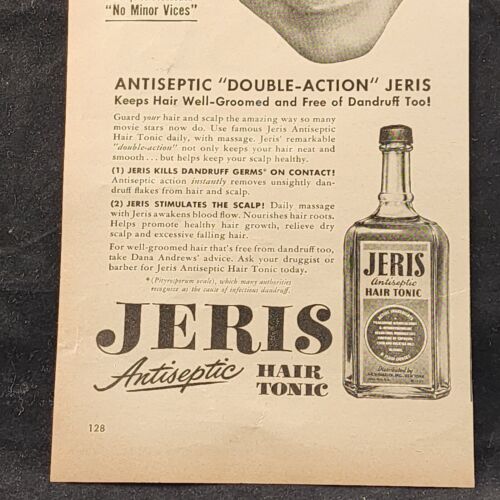 "No Minor Vices"
ANTISEPTIC "DOUBLE-ACTION" JERIS
Keeps Hair Well-Groomed and Free of Dandruff Too!
Guard your hair and scalp the amazing way so many
movie stars now do. Use famous Jeris Antiseptic
Hair Tonic daily, with massage. Jeris' remarkable
"double-action" not only keeps your hair neat and
smooth . . . but helps keep your scalp healthy.
(1) JERIS KILLS DANDRUFF GERMS* ON CONTACT!
Antiseptic action instantly removes unsightly dan-
druff flakes from hair and scalp.
(2) JERIS STIMULATES THE SCALP! Daily massage
with Jeris awakens blood flow. Nourishes hair roots.
Helps promote healthy hair growth, relieve dry
scalp and excessive falling hair.
For well-groomed hair that's free from dandruff too,
take Dana Andrews' advice. Ask your druggist or
barber for Jeris Antiseptic Hair Tonic today.
*(Pityrosporum ovale), which many authorities
recognize as the cause of infectious dandruff.
JERIS
Antiseptic
HAIR TONIC
Distributed by
JERIS
Antiseptic HAIR
TONIC
128